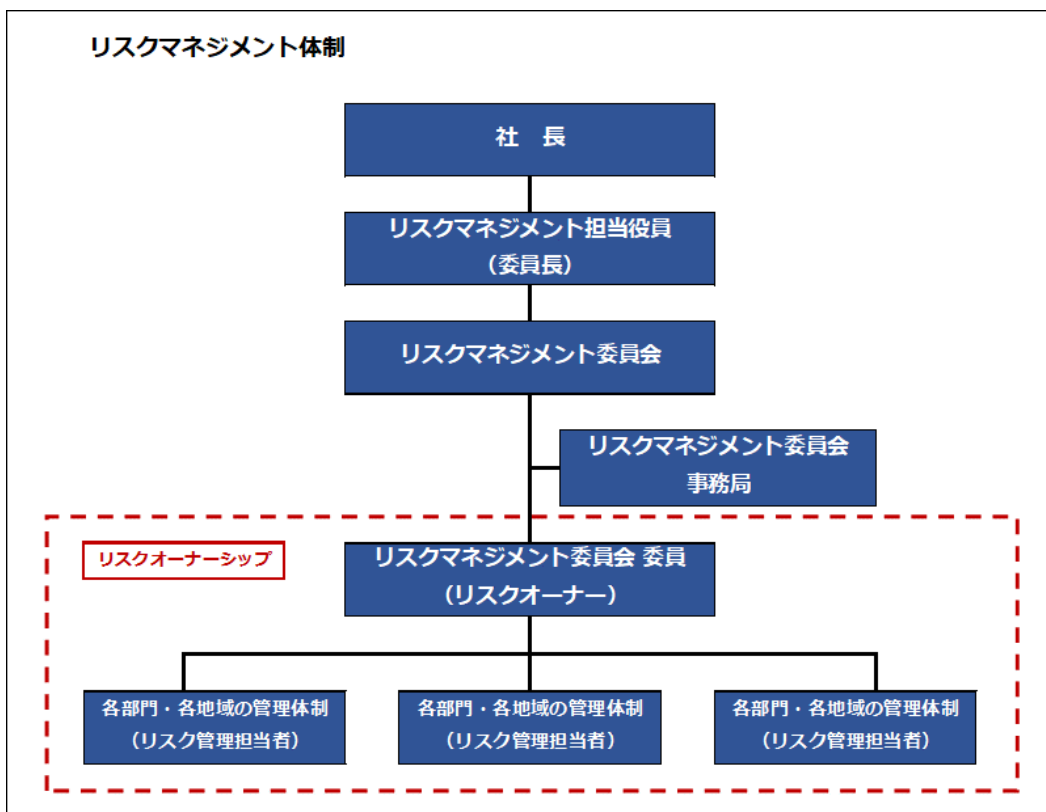 リスクマネジメント体制
社　長
リスクマネジメント担当役員
（委員長）
リスクマネジメント委員会
リスクマネジメント委員会
事務局
リスクオーナーシップ
リスクマネジメント委員会 委員
（リスクオーナー）
各部門・各地域の管理体制
（リスク管理担当者）
各部門・各地域の管理体制
（リスク管理担当者）
各部門・各地域の管理体制
（リスク管理担当者）